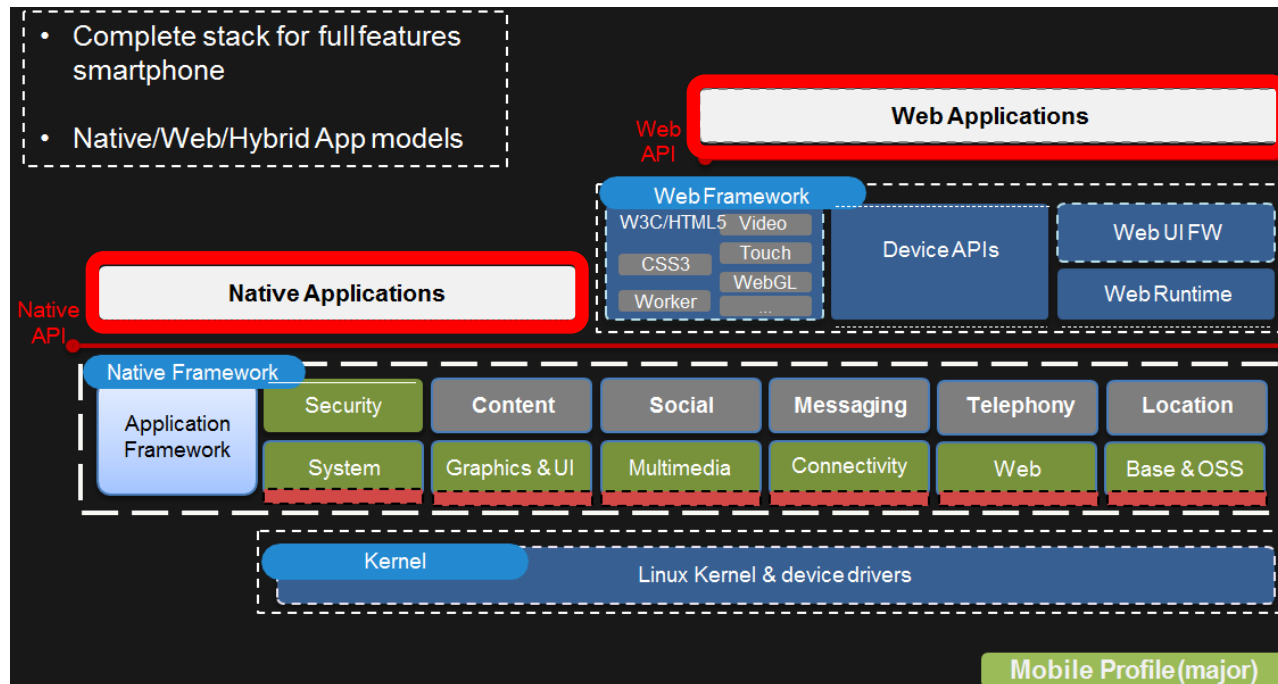 • Complete stack for fullfeatures
smartphone
• Native/Web/Hybrid App models
Web Applications
Web
API
Web Framework
W3C/HTML5
Video
CSS3
Touch
WebGL
Worker
...
Device APIs
Web UI FW
Web Runtime
Native Applications
Native
API
Native Framework
Application
Framework
Security
Content
Social
Messaging
Telephony
Location
System
Graphics & UI
Multimedia
Connectivity
Web
Base & OSS
Kernel
Linux Kernel & device drivers
Mobile Profile (major)